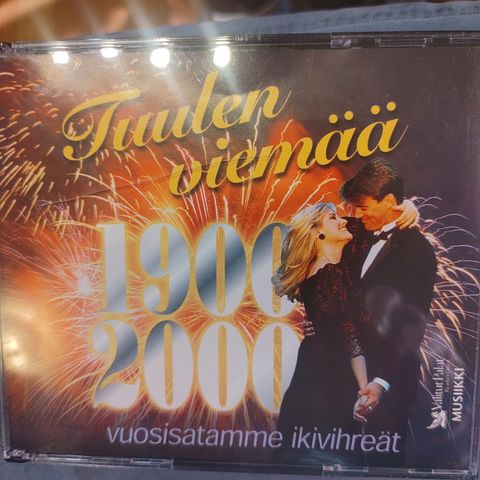 Tuulen
viemää
1900
2000
vuosisatamme ikivihreät
Valitut Palat
MUSIIKKI